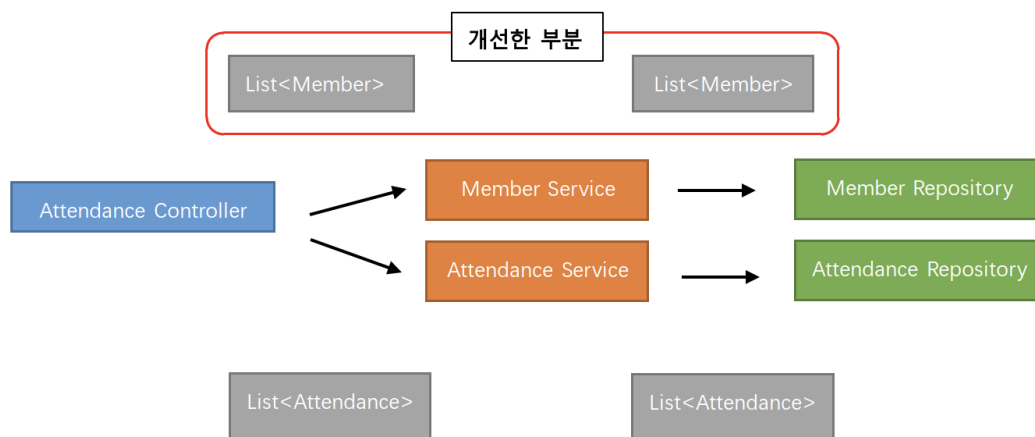 개선한 부분
List<Member>
List<Member>
Attendance Controller
Member Service
Member Repository
Attendance Service
Attendance Repository
List<Attendance>
List<Attendance>